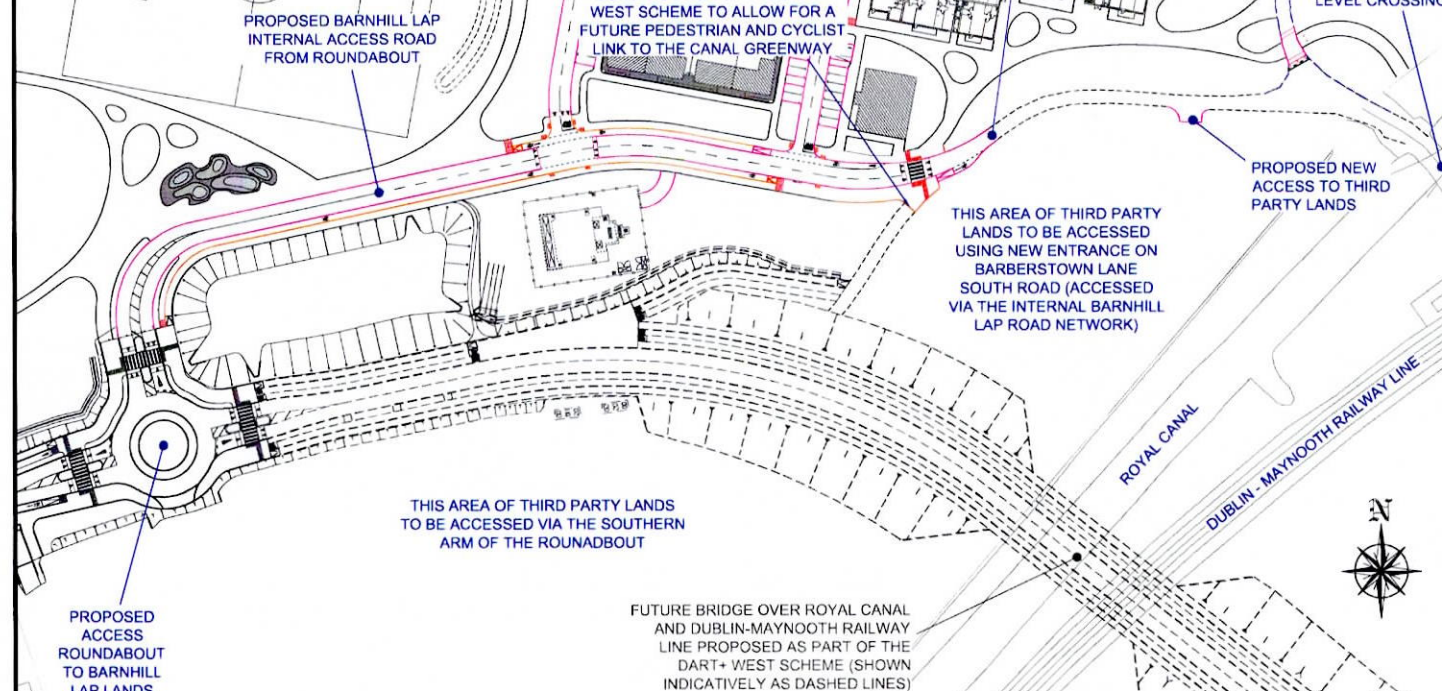 PROPOSED BARNHILL LAP
INTERNAL ACCESS ROAD
FROM ROUNDABOUT
WEST SCHEME TO ALLOW FOR A
FUTURE PEDESTRIAN AND CYCLIST
LINK TO THE CANAL GREENWAY
LEVEL CROSSING
PROPOSED NEW
ACCESS TO THIRD
PARTY LANDS
THIS AREA OF THIRD PARTY
LANDS TO BE ACCESSED
USING NEW ENTRANCE ON
BARBERSTOWN LANE
SOUTH ROAD (ACCESSED
VIA THE INTERNAL BARNHILL
LAP ROAD NETWORK)
ROYAL CANAL
DUBLIN - MAYNOOTH RAILWAY LINE
THIS AREA OF THIRD PARTY LANDS
TO BE ACCESSED VIA THE SOUTHERN
ARM OF THE ROUNADBOUT
N
PROPOSED
ACCESS
ROUNDABOUT
TO BARNHILL
LAP LANDS
FUTURE BRIDGE OVER ROYAL CANAL
AND DUBLIN-MAYNOOTH RAILWAY
LINE PROPOSED AS PART OF THE
DART+ WEST SCHEME (SHOWN
INDICATIVELY AS DASHED LINES)